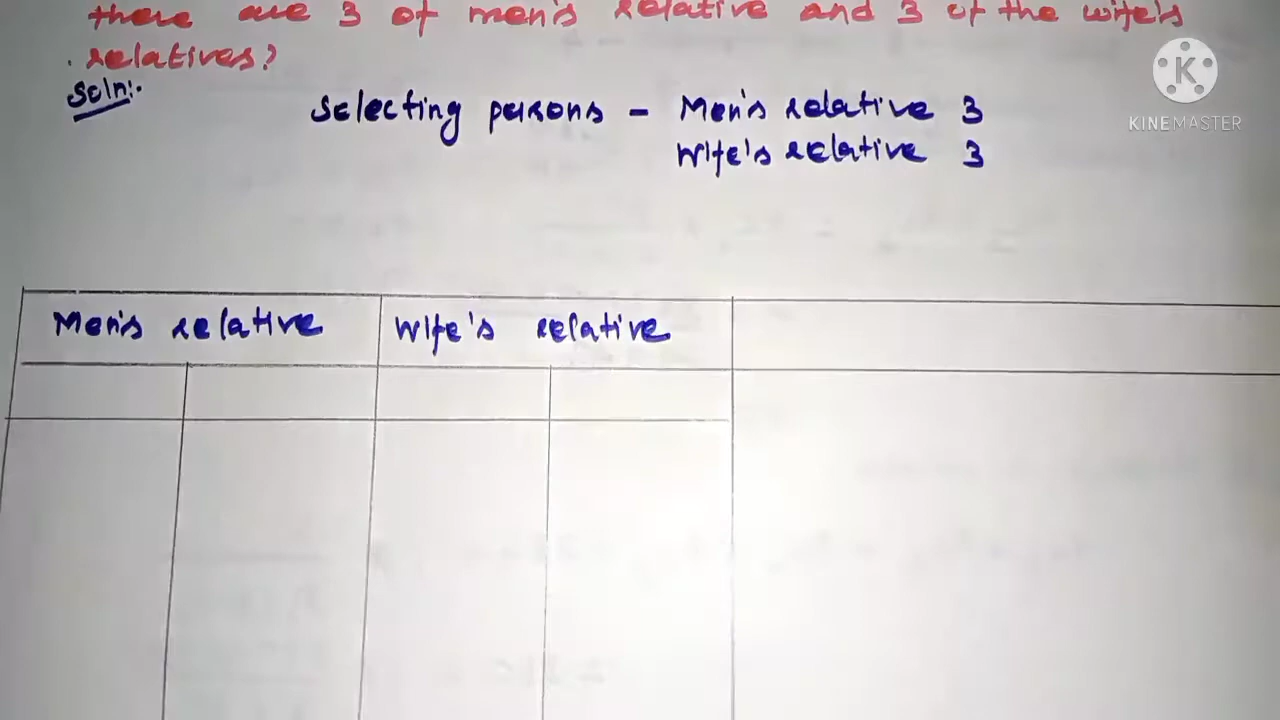 there are 3 of men's relative and 3 of the wife's
relatives?
Soln:-
Selecting persons - Men's relative 3
Wife's relative 3
K
KINEMASTER
Men's relative Wife's relative